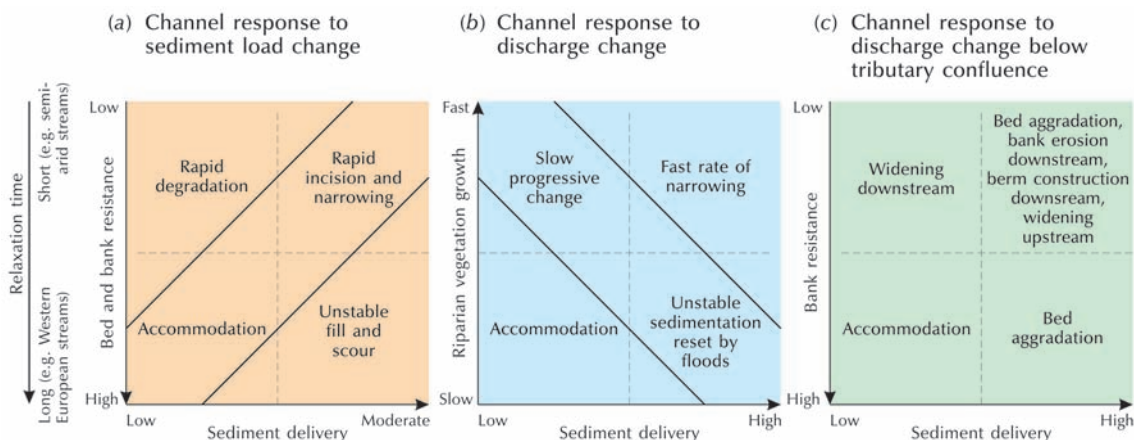 (a) Channel response to
sediment load change
(b) Channel response to
discharge change
(c) Channel response to
discharge change below
tributary confluence
Relaxation time
Short (e.g. semi-
arid streams)
Long (e.g. Western
European streams)
Bed and bank resistance
Low
High
Rapid
degradation
Rapid
incision and
narrowing
Accommodation
Unstable
fill and
scour
Low
Moderate
Sediment delivery
Riparian vegetation growth
Fast
Slow
Slow
progressive
change
Fast rate of
narrowing
Accommodation
Unstable
sedimentation
reset by
floods
Low
High
Sediment delivery
Bank resistance
Low
High
Widening
downstream
Bed aggradation,
bank erosion
downstream,
berm construction
downsream,
widening
upstream
Accommodation
Bed
aggradation
Low
High
Sediment delivery